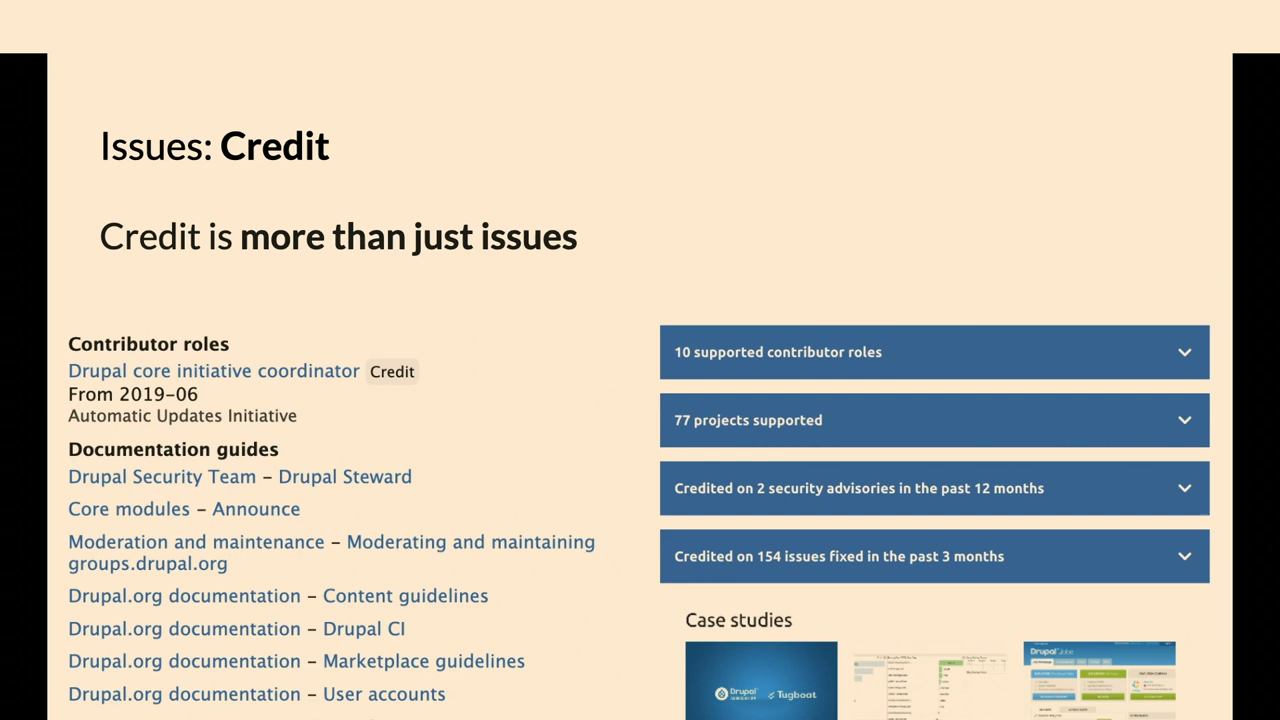 Issues: Credit
Credit is more than just issues
Contributor roles
Drupal core initiative coordinator Credit
From 2019-06
Automatic Updates Initiative
Documentation guides
Drupal Security Team – Drupal Steward
Core modules – Announce
Moderation and maintenance – Moderating and maintaining
groups.drupal.org
Drupal.org documentation – Content guidelines
Drupal.org documentation – Drupal CI
Drupal.org documentation – Marketplace guidelines
Drupal.org documentation – User accounts
10 supported contributor roles
77 projects supported
Credited on 2 security advisories in the past 12 months
Credited on 154 issues fixed in the past 3 months
Case studies
Drupal
Tugboat
Drupal Jobs